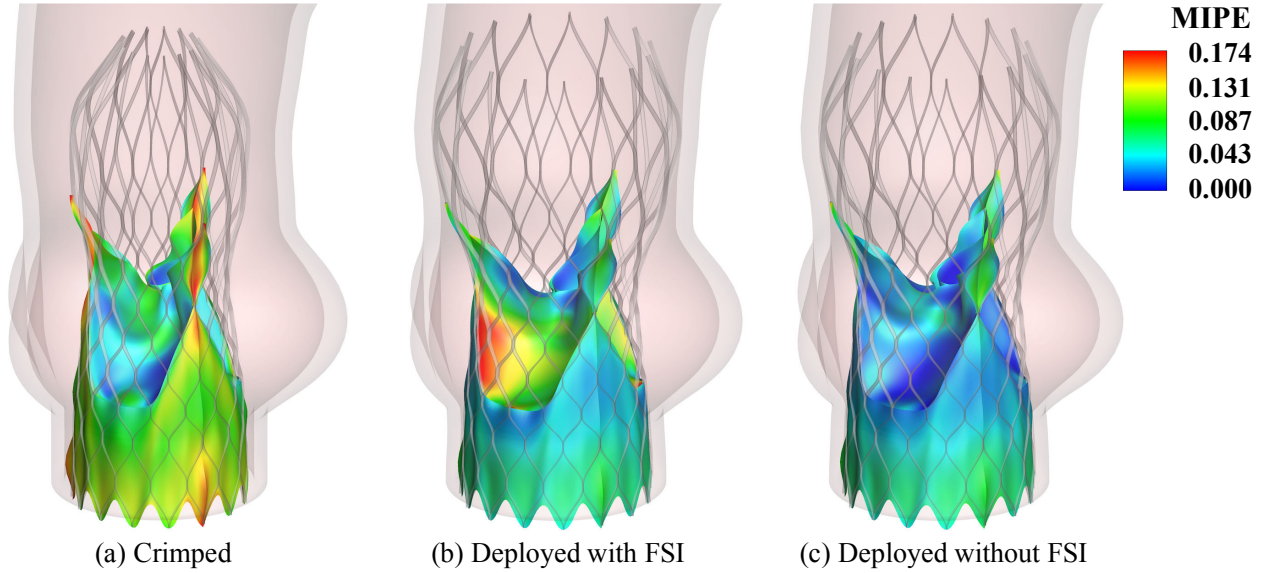 MIPE
0.174
0.131
0.087
0.043
0.000
(a) Crimped
(b) Deployed with FSI
(c) Deployed without FSI